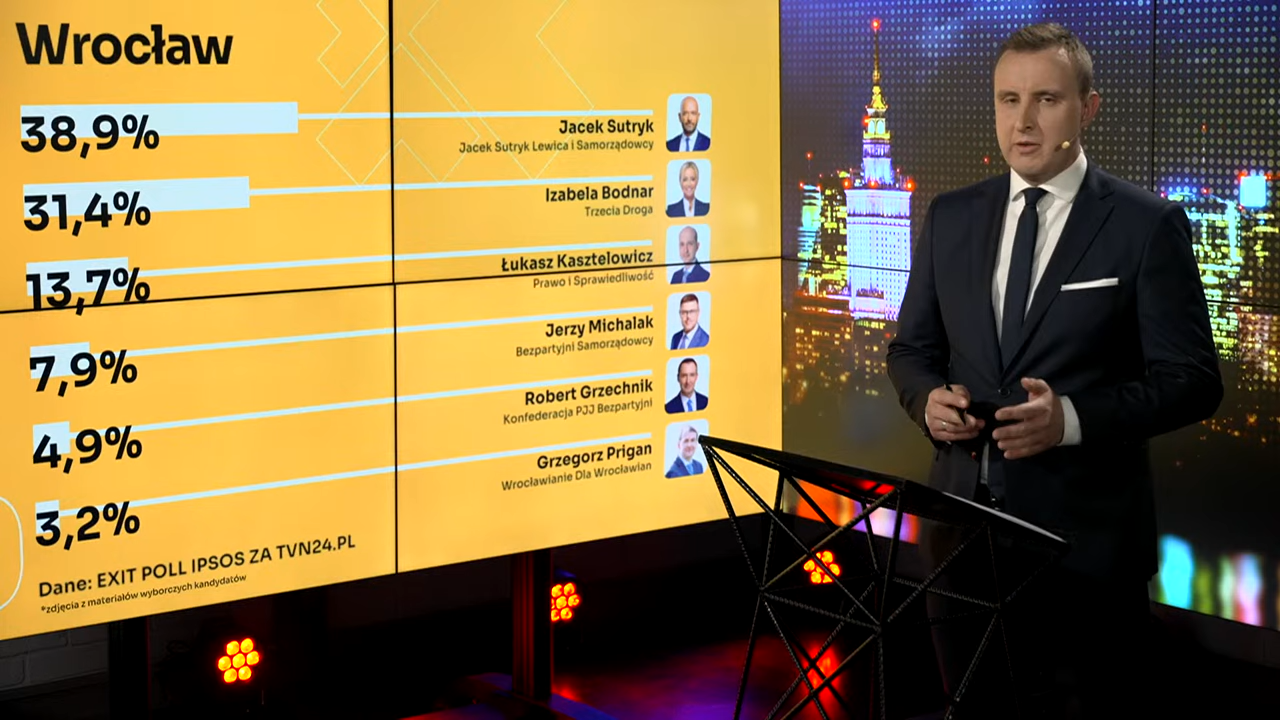 Wrocław
38,9%
Jacek Sutryk
Jacek Sutryk Lewica i Samorządowcy
31,4%
Izabela Bodnar
Trzecia Droga
13,7%
Łukasz Kasztelowicz
Prawo i Sprawiedliwość
7,9%
Jerzy Michalak
Bezpartyjni Samorządowcy
4,9%
Robert Grzechnik
Konfederacja PJJ Bezpartyjni
3,2%
Grzegorz Prigan
Wrocławianie Dla Wrocławian
Dane: EXIT POLL IPSOS ZA TVN24.PL
*zdjęcia z materiałów wyborczych kandydatów